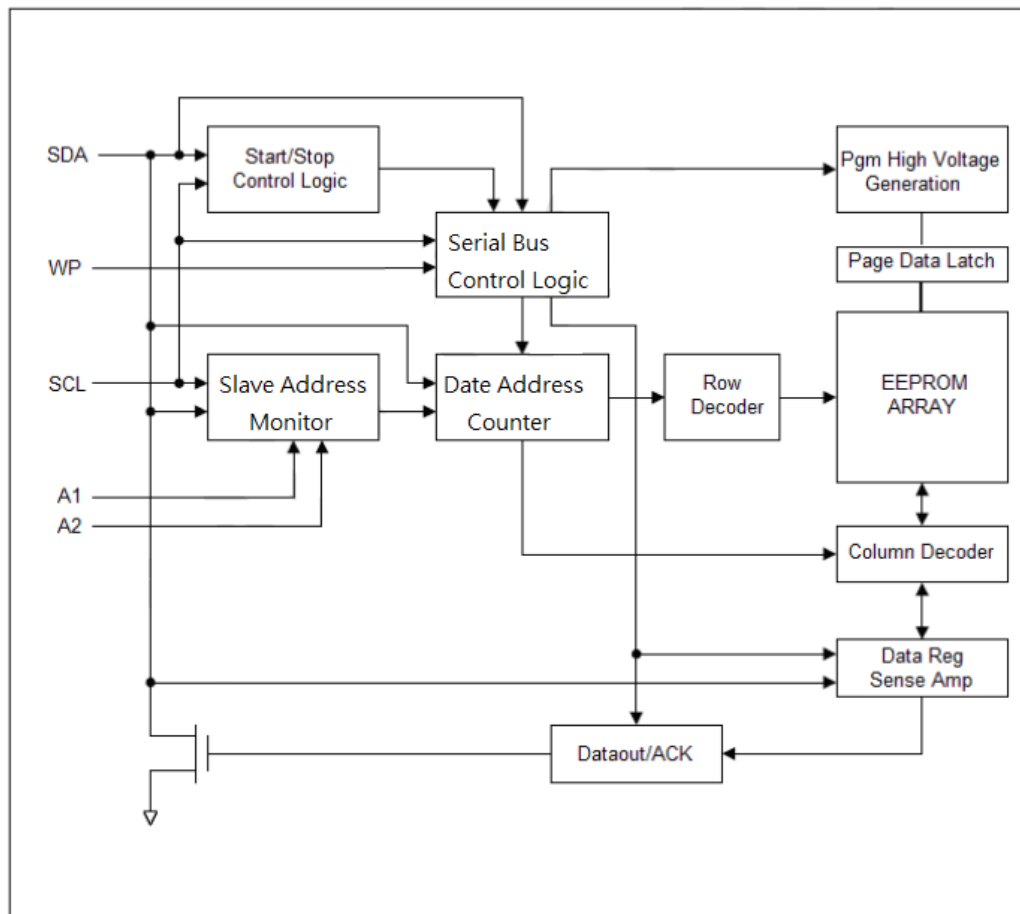 SDA
Start/Stop
Control Logic
Pgm High Voltage
Generation
Serial Bus
Control Logic
WP
Page Data Latch
SCL
Slave Address
Monitor
Date Address
Counter
Row
Decoder
EEPROM
ARRAY
A1
A2
Column Decoder
Data Reg
Sense Amp
Dataout/ACK